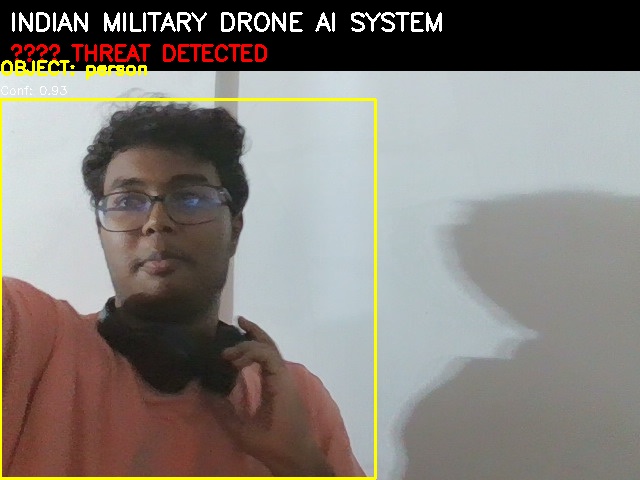 INDIAN MILITARY DRONE AI SYSTEM
???? THREAT DETECTED
OBJECT: person
Conf: 0.93